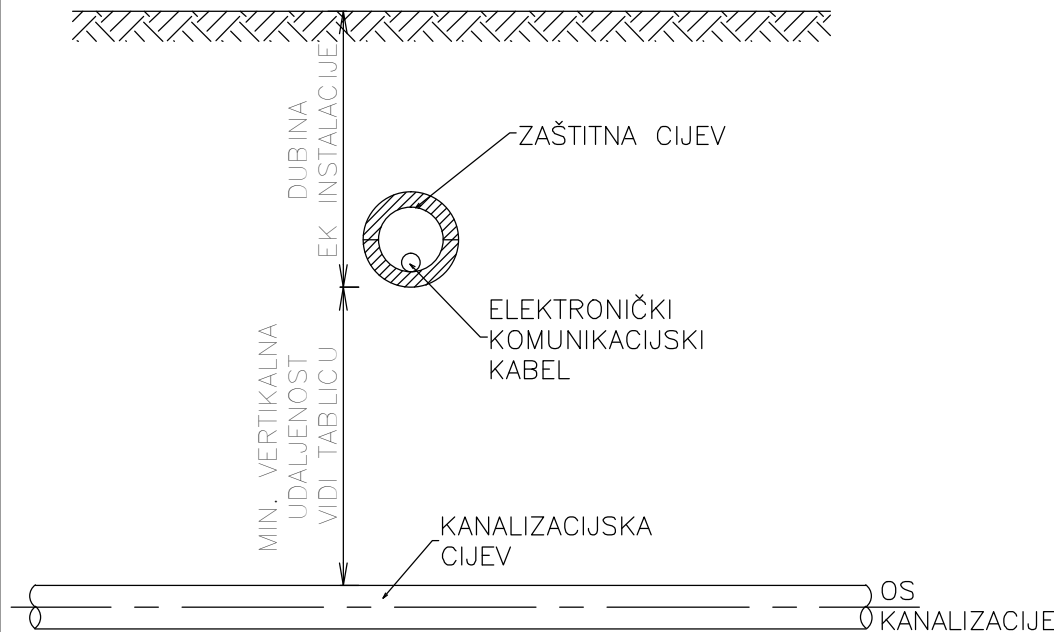 DUBINA
EK INSTALACIJE
ZAŠTITNA CIJEV
ELEKTRONIČKI
KOMUNIKACIJSKI
KABEL
MIN. VERTIKALNA
UDALJENOST
VIDI TABLICU
KANALIZACIJSKA
CIJEV
OS
KANALIZACIJE